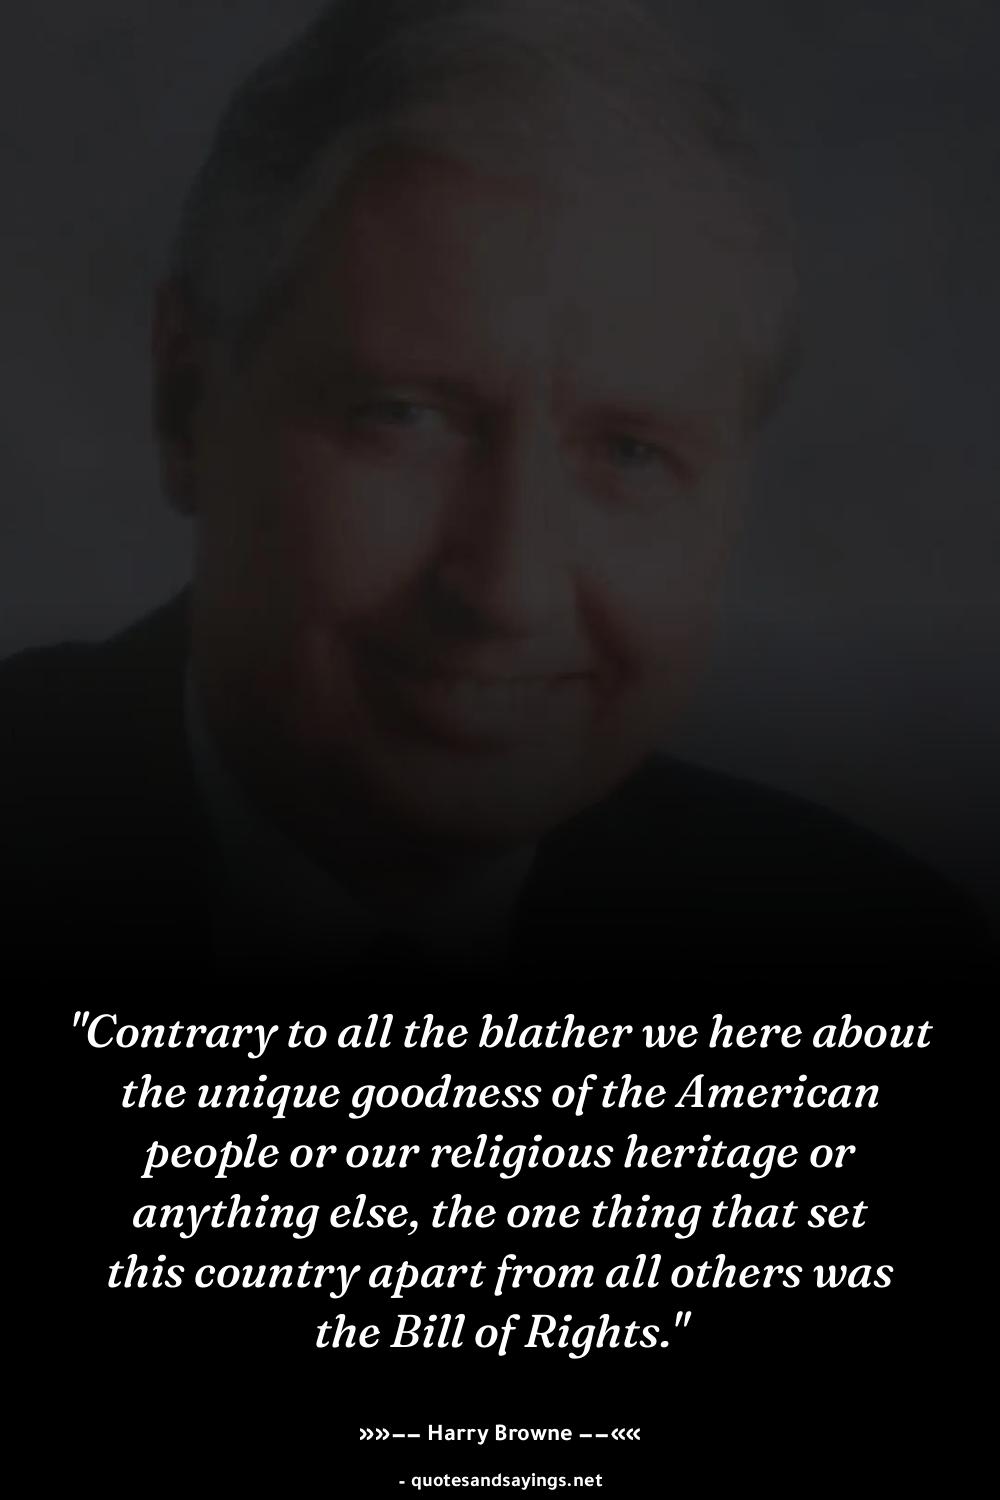 "Contrary to all the blather we here about
the unique goodness of the American
people or our religious heritage or
anything else, the one thing that set
this country apart from all others was
the Bill of Rights."
»»−− Harry Browne −−««
- quotesandsayings.net